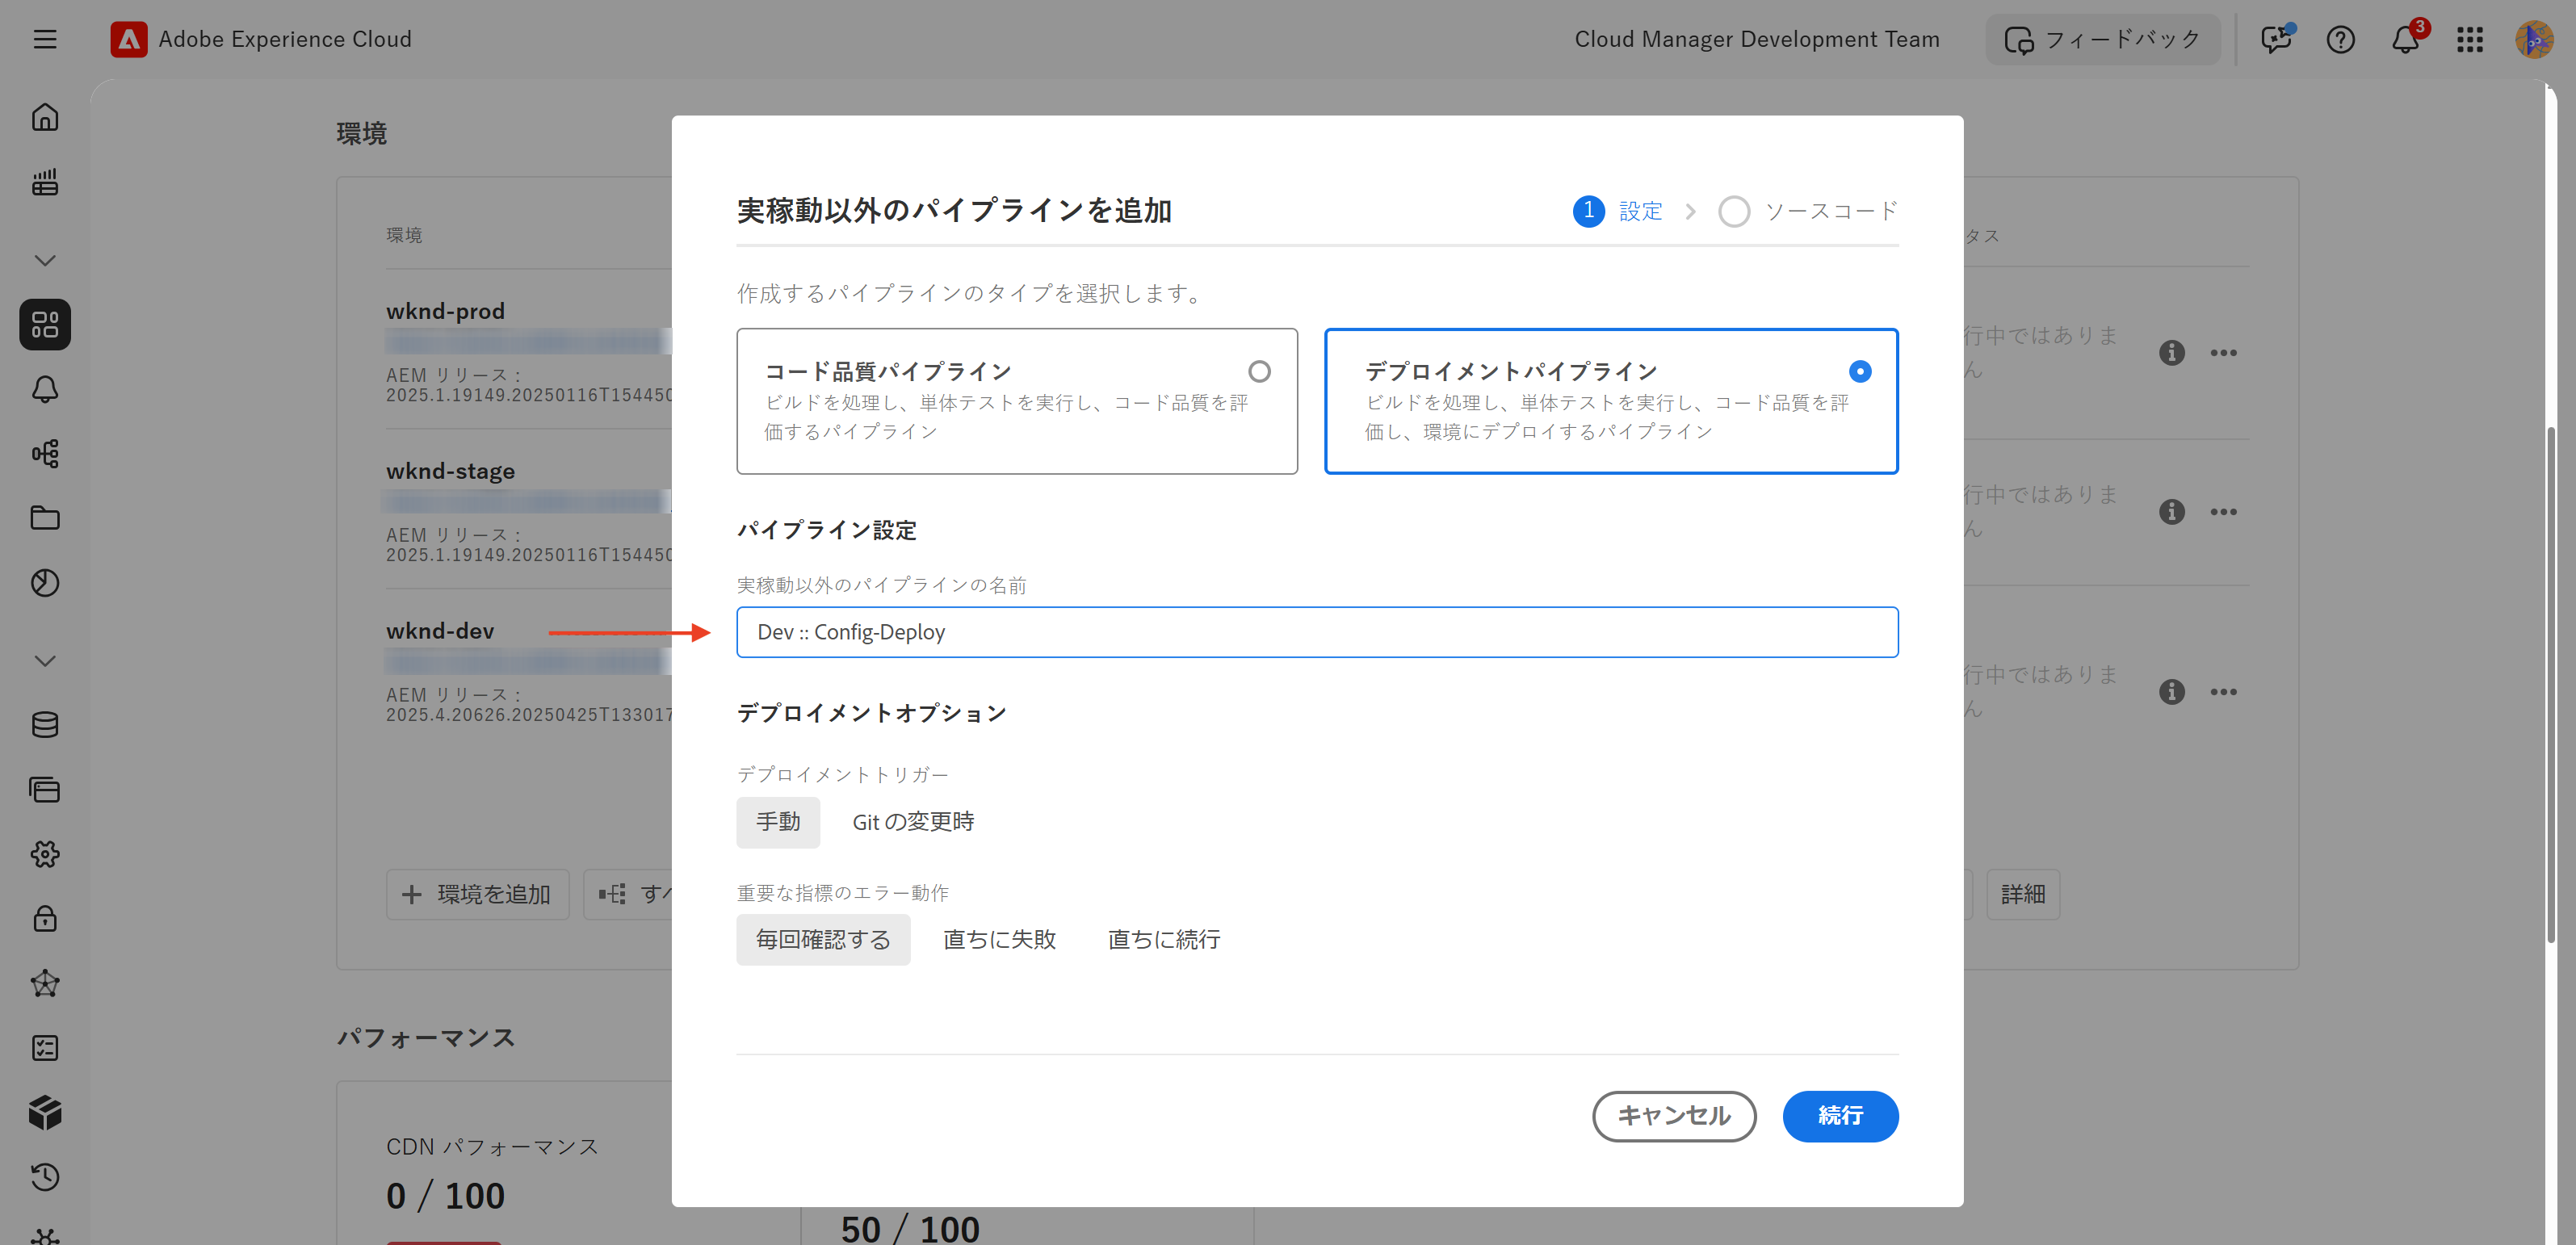 Adobe Experience Cloud
Cloud Manager Development Team
フィードバック
3
環境
環境
wknd-prod
AEM リリース：
2025.1.19149.20250116T154450
wknd-stage
AEM リリース：
2025.1.19149.20250116T154450
wknd-dev
AEM リリース：
2025.4.20626.20250425T133017
環境を追加
すべ
実稼動以外のパイプラインを追加
1 設定
ソースコード
作成するパイプラインのタイプを選択します。
コード品質パイプライン
ビルドを処理し、単体テストを実行し、コード品質を評
価するパイプライン
デプロイメントパイプライン
ビルドを処理し、単体テストを実行し、コード品質を評
価し、環境にデプロイするパイプライン
パイプライン設定
実稼動以外のパイプラインの名前
Dev :: Config-Deploy
デプロイメントオプション
デプロイメントトリガー
手動
Git の変更時
重要な指標のエラー動作
毎回確認する
直ちに失敗
直ちに続行
キャンセル
続行
タス
行中ではありま
ん
行中ではありま
ん
行中ではありま
ん
詳細
パフォーマンス
CDN パフォーマンス
0 / 100
50 / 100